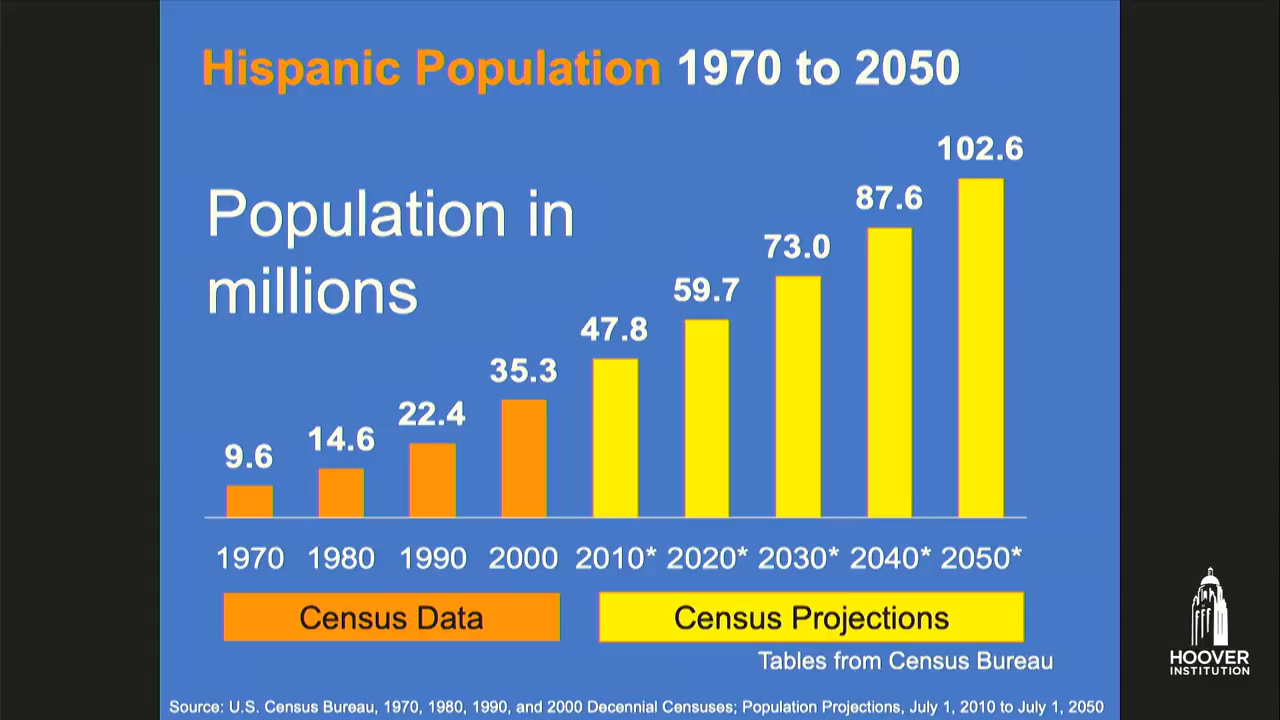 Hispanic Population 1970 to 2050
Population in
millions
9.6
14.6
22.4
35.3
47.8
59.7
73.0
87.6
102.6
1970 1980 1990 2000 2010* 2020* 2030* 2040* 2050*
Census Data
Census Projections
Tables from Census Bureau
Source: U.S. Census Bureau, 1970, 1980, 1990, and 2000 Decennial Censuses; Population Projections, July 1, 2010 to July 1, 2050
HOOVER
INSTITUTION